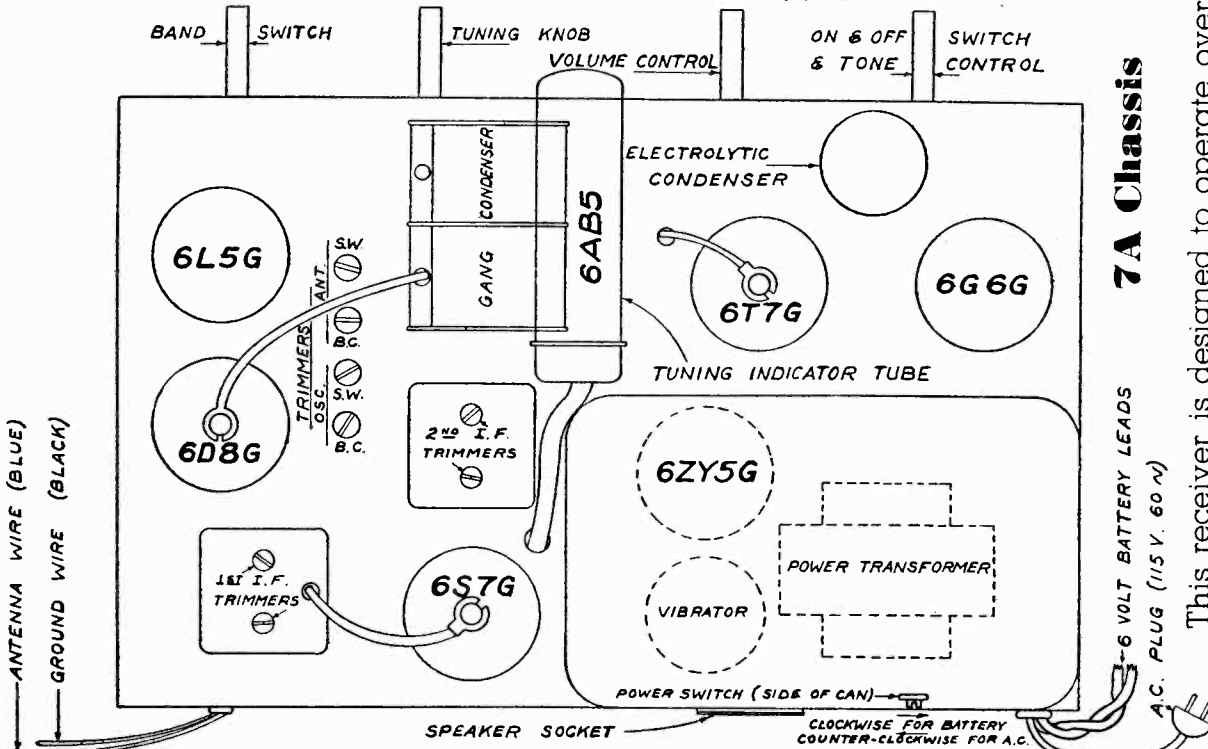 BAND SWITCH
TUNING KNOB
VOLUME CONTROL
ON & OFF SWITCH
& TONE CONTROL
ELECTROLYTIC
CONDENSER
GANG CONDENSER
6AB5
6L5G
TRIMMERS
ANT.
S.W.
B.C.
OSC.
S.W.
B.C.
6T7G
6G6G
TUNING INDICATOR TUBE
6D8G
2ND I.F.
TRIMMERS
6ZY5G
POWER TRANSFORMER
VIBRATOR
1ST I.F.
TRIMMERS
6S7G
POWER SWITCH (SIDE OF CAN)
CLOCKWISE FOR BATTERY
COUNTER-CLOCKWISE FOR A.C.
SPEAKER SOCKET
ANTENNA WIRE (BLUE)
GROUND WIRE (BLACK)
6 VOLT BATTERY LEADS
A.C. PLUG (115 V. 60 ~)
7A Chassis
This receiver is designed to operate over